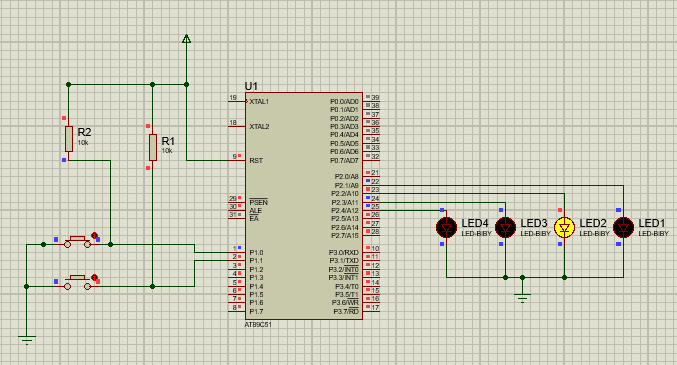 U1
19 XTAL1
18 XTAL2
9 RST
29 PSEN
30 ALE
31 EA
1 P1.0
2 P1.1
3 P1.2
4 P1.3
5 P1.4
6 P1.5
7 P1.6
8 P1.7
P0.0/AD0 39
P0.1/AD1 38
P0.2/AD2 37
P0.3/AD3 36
P0.4/AD4 35
P0.5/AD5 34
P0.6/AD6 33
P0.7/AD7 32
P2.0/A8 21
P2.1/A9 22
P2.2/A10 23
P2.3/A11 24
P2.4/A12 25
P2.5/A13 26
P2.6/A14 27
P2.7/A15 28
P3.0/RXD 10
P3.1/TXD 11
P3.2/INT0 12
P3.3/INT1 13
P3.4/T0 14
P3.5/T1 15
P3.6/WR 16
P3.7/RD 17
AT89C51
R2
10k
R1
10k
LED4
LED-BIBY
LED3
LED-BIBY
LED2
LED-BIBY
LED1
LED-BIBY